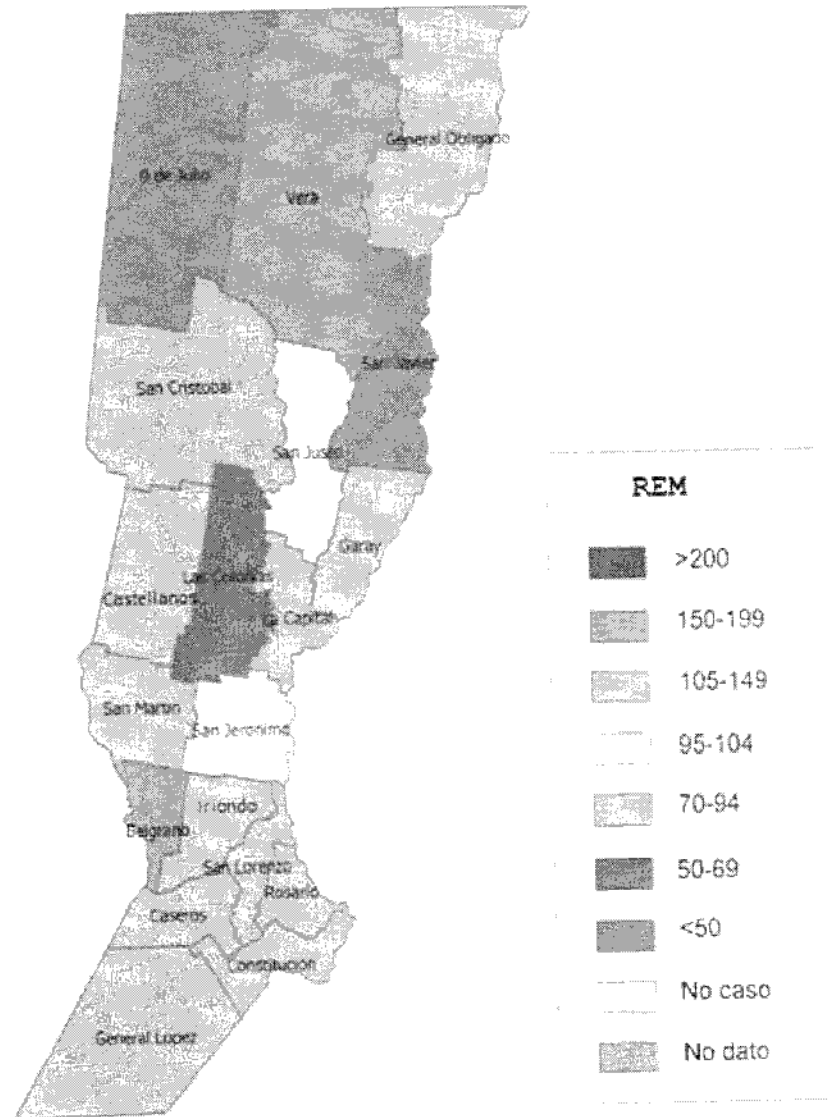 General Obligado
9 de Julio
Vera
San Javier
San Cristobal
San Justo
Garay
Las Colonias
Castellanos
La Capital
San Martin
San Jeronimo
Iriondo
Belgrano
San Lorenzo
Rosario
Caseros
Constitucion
General Lopez
REM
>200
150-199
105-149
95-104
70-94
50-69
<50
No caso
No dato